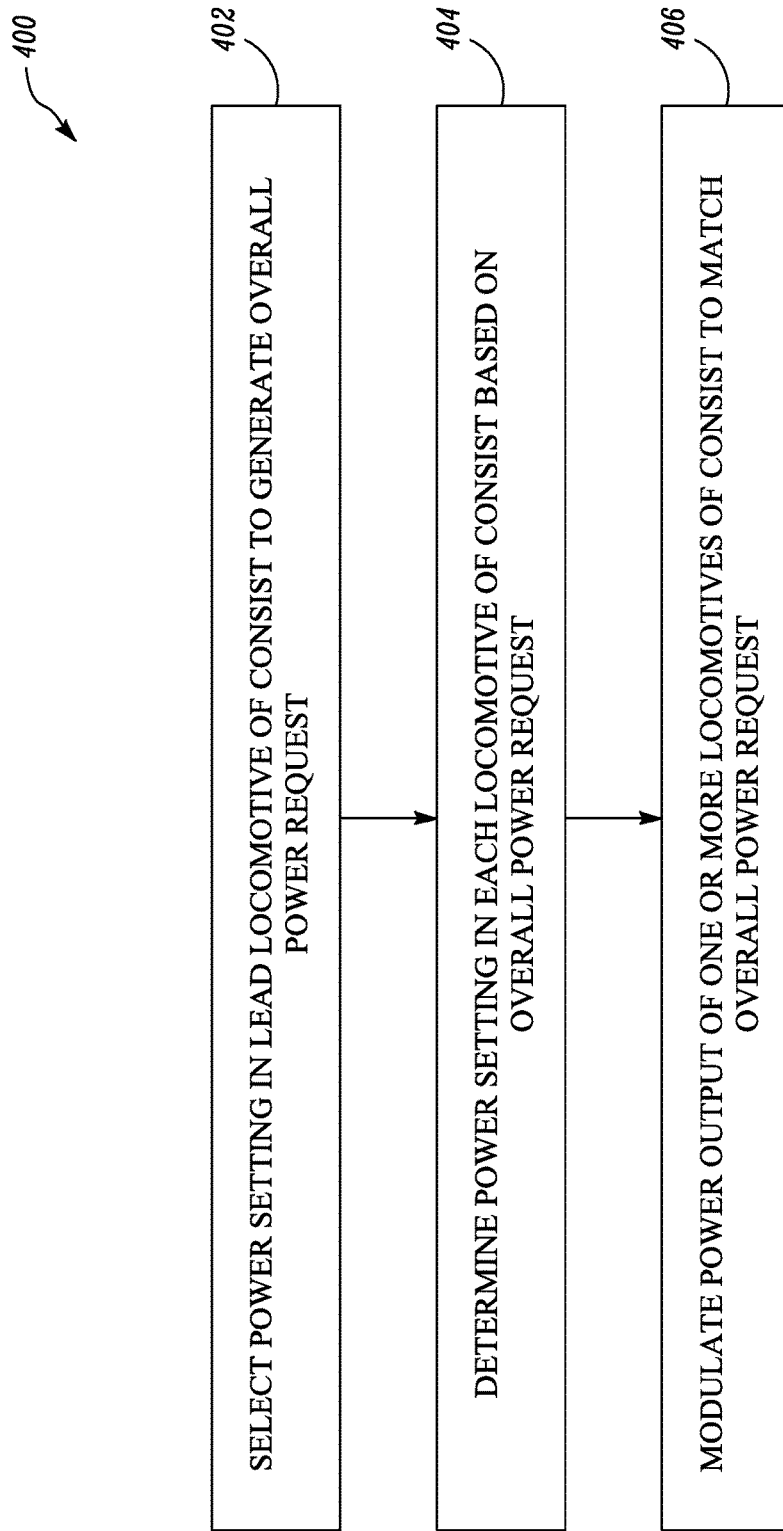 400
SELECT POWER SETTING IN LEAD LOCOMOTIVE OF CONSIST TO GENERATE OVERALL
POWER REQUEST
402
DETERMINE POWER SETTING IN EACH LOCOMOTIVE OF CONSIST BASED ON
OVERALL POWER REQUEST
404
MODULATE POWER OUTPUT OF ONE OR MORE LOCOMOTIVES OF CONSIST TO MATCH
OVERALL POWER REQUEST
406